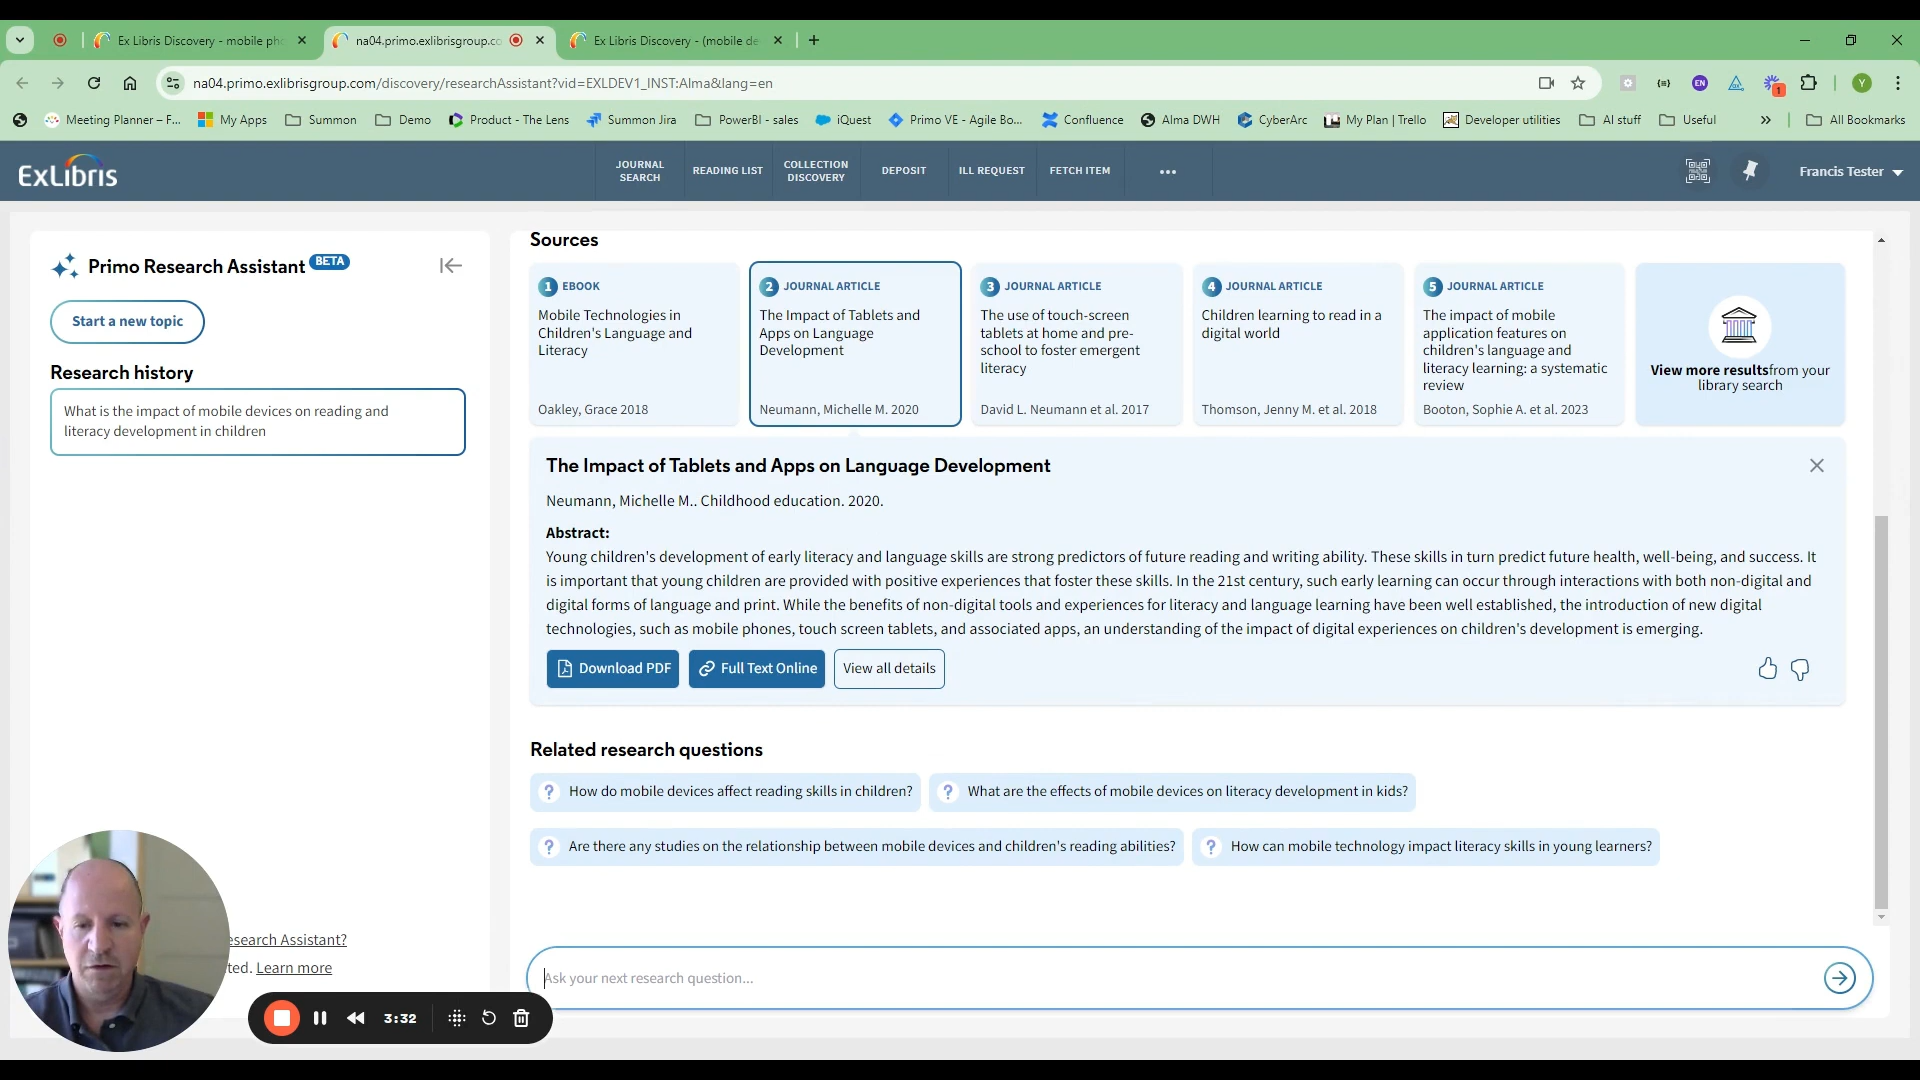 Ex Libris Discovery - mobile ph
na04.primo.exlibrisgroup.co
Ex Libris Discovery - (mobile de
na04.primo.exlibrisgroup.com/discovery/researchAssistant?vid=EXLDEV1_INST:Alma&lang=en
EN
1
Y
Meeting Planner – F...
My Apps
Summon
Demo
Product - The Lens
Summon Jira
PowerBI - sales
iQuest
Primo VE - Agile Bo...
Confluence
Alma DWH
CyberArc
My Plan | Trello
Developer utilities
AI stuff
Useful
»
All Bookmarks
ExLibris
JOURNAL SEARCH
READING LIST
COLLECTION DISCOVERY
DEPOSIT
ILL REQUEST
FETCH ITEM
Francis Tester
Primo Research Assistant BETA
Start a new topic
Research history
What is the impact of mobile devices on reading and
literacy development in children
esearch Assistant?
ted. Learn more
Sources
1 EBOOK
Mobile Technologies in
Children's Language and
Literacy
Oakley, Grace 2018
2 JOURNAL ARTICLE
The Impact of Tablets and
Apps on Language
Development
Neumann, Michelle M. 2020
3 JOURNAL ARTICLE
The use of touch-screen
tablets at home and pre-
school to foster emergent
literacy
David L. Neumann et al. 2017
4 JOURNAL ARTICLE
Children learning to read in a
digital world
Thomson, Jenny M. et al. 2018
5 JOURNAL ARTICLE
The impact of mobile
application features on
children's language and
literacy learning: a systematic
review
Booton, Sophie A. et al. 2023
View more resultsfrom your
library search
The Impact of Tablets and Apps on Language Development
Neumann, Michelle M.. Childhood education. 2020.
Abstract:
Young children's development of early literacy and language skills are strong predictors of future reading and writing ability. These skills in turn predict future health, well-being, and success. It
is important that young children are provided with positive experiences that foster these skills. In the 21st century, such early learning can occur through interactions with both non-digital and
digital forms of language and print. While the benefits of non-digital tools and experiences for literacy and language learning have been well established, the introduction of new digital
technologies, such as mobile phones, touch screen tablets, and associated apps, an understanding of the impact of digital experiences on children's development is emerging.
Download PDF
Full Text Online
View all details
Related research questions
? How do mobile devices affect reading skills in children?
? What are the effects of mobile devices on literacy development in kids?
? Are there any studies on the relationship between mobile devices and children's reading abilities?
? How can mobile technology impact literacy skills in young learners?
Ask your next research question...
3:32